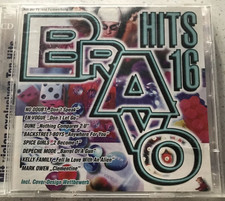 BRAVO
HITS
16
NO DOUBT „Don't Speak"
EN VOGUE „Don't Let Go"
DUNE „Nothing Compares 2 U"
BACKSTREET BOYS „Anywhere For You"
SPICE GIRLS „2 Become 1"
DEPECHE MODE „Barrel Of A Gun"
KELLY FAMILY „Fell In Love With An Alien"
MARK OWEN „Clementine"
Incl. Cover-Design Wettbewerb